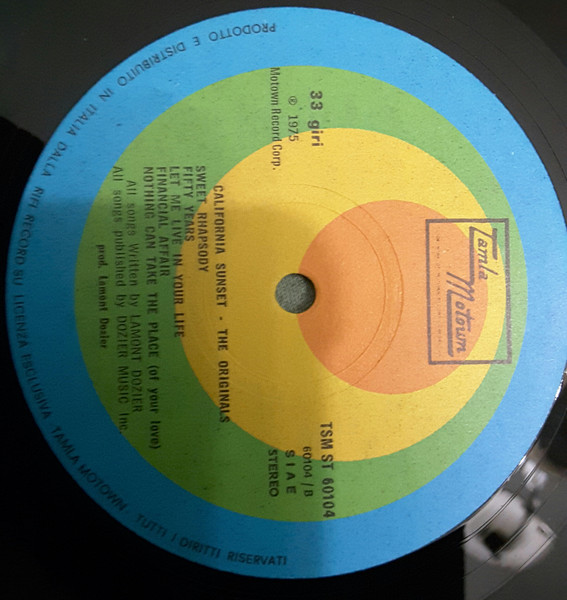 Tamla Motown
33 giri
℗ 1975
Motown Record Corp.
TSM ST 60104
60104/B
SIAE
STEREO
CALIFORNIA SUNSET - THE ORIGINALS
SWEET RHAPSODY
FIFTY YEARS
LET ME LIVE IN YOUR LIFE
FINANCIAL AFFAIR
NOTHING CAN TAKE THE PLACE (of your love)
All songs Written by LAMONT DOZIER
All songs published by DOZIER MUSIC Inc.
prod. Lamont Dozier
PRODOTTO E DISTRIBUITO IN ITALIA DALLA RIFI RECORD SU LICENZA ESCLUSIVA TAMLA MOTOWN - TUTTI I DIRITTI RISERVATI